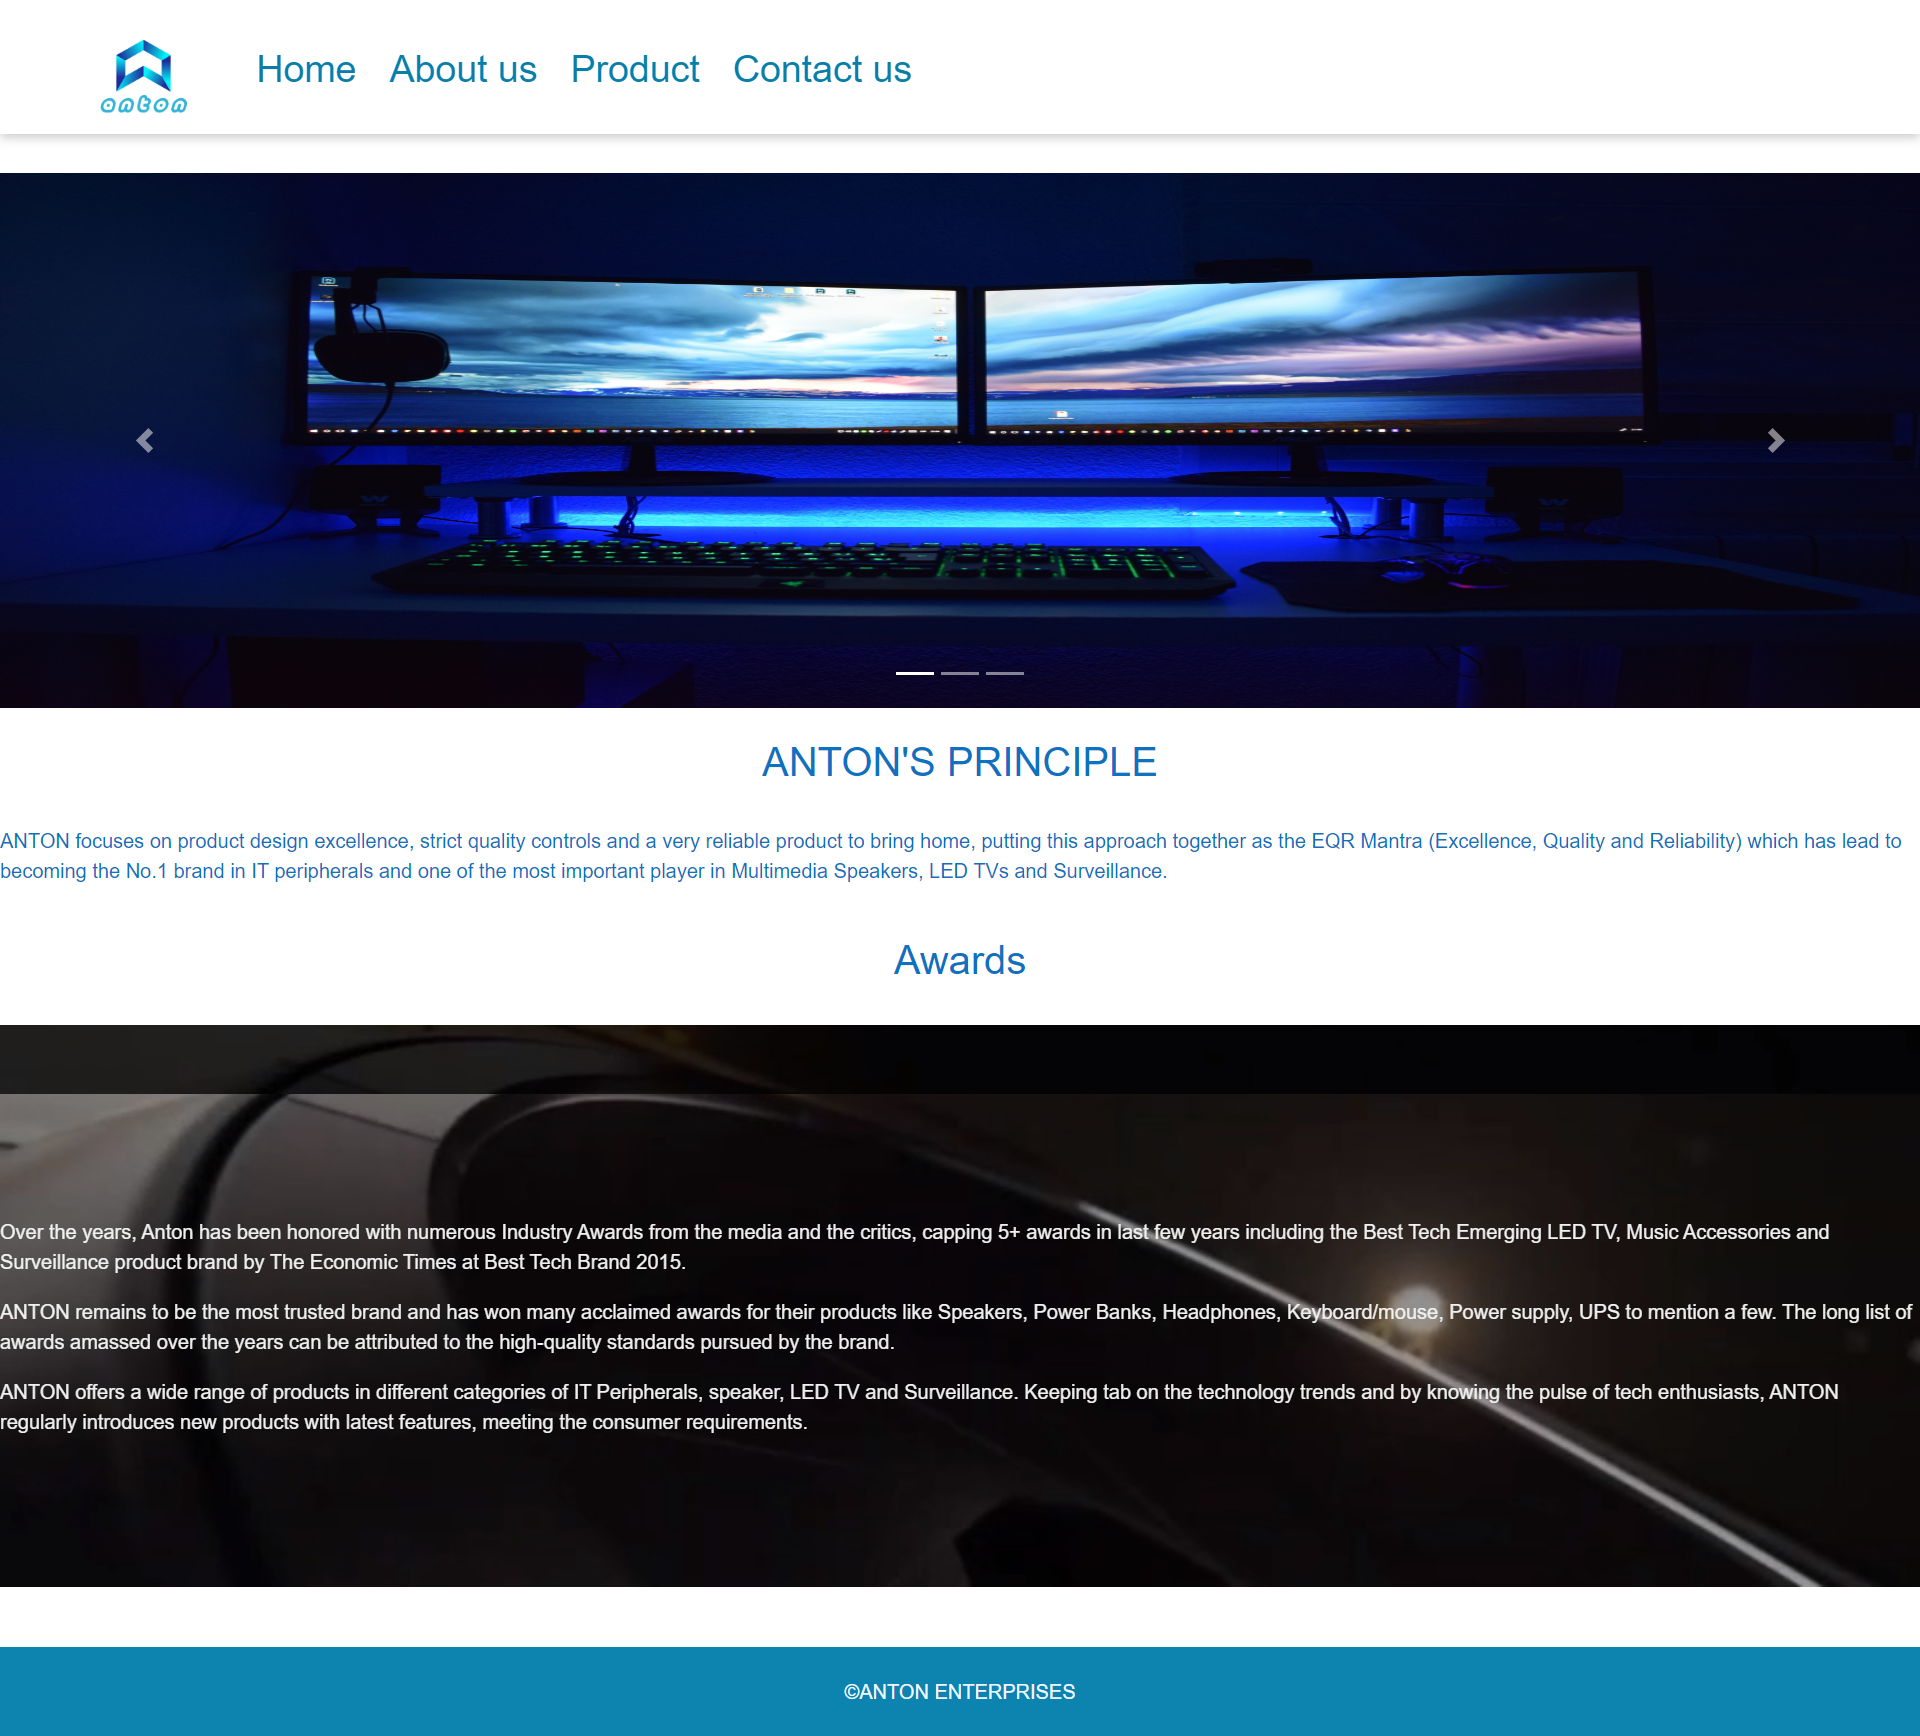 anton
Home About us Product Contact us
ANTON'S PRINCIPLE
ANTON focuses on product design excellence, strict quality controls and a very reliable product to bring home, putting this approach together as the EQR Mantra (Excellence, Quality and Reliability) which has lead to
becoming the No.1 brand in IT peripherals and one of the most important player in Multimedia Speakers, LED TVs and Surveillance.
Awards
Over the years, Anton has been honored with numerous Industry Awards from the media and the critics, capping 5+ awards in last few years including the Best Tech Emerging LED TV, Music Accessories and
Surveillance product brand by The Economic Times at Best Tech Brand 2015.
ANTON remains to be the most trusted brand and has won many acclaimed awards for their products like Speakers, Power Banks, Headphones, Keyboard/mouse, Power supply, UPS to mention a few. The long list of
awards amassed over the years can be attributed to the high-quality standards pursued by the brand.
ANTON offers a wide range of products in different categories of IT Peripherals, speaker, LED TV and Surveillance. Keeping tab on the technology trends and by knowing the pulse of tech enthusiasts, ANTON
regularly introduces new products with latest features, meeting the consumer requirements.
©ANTON ENTERPRISES